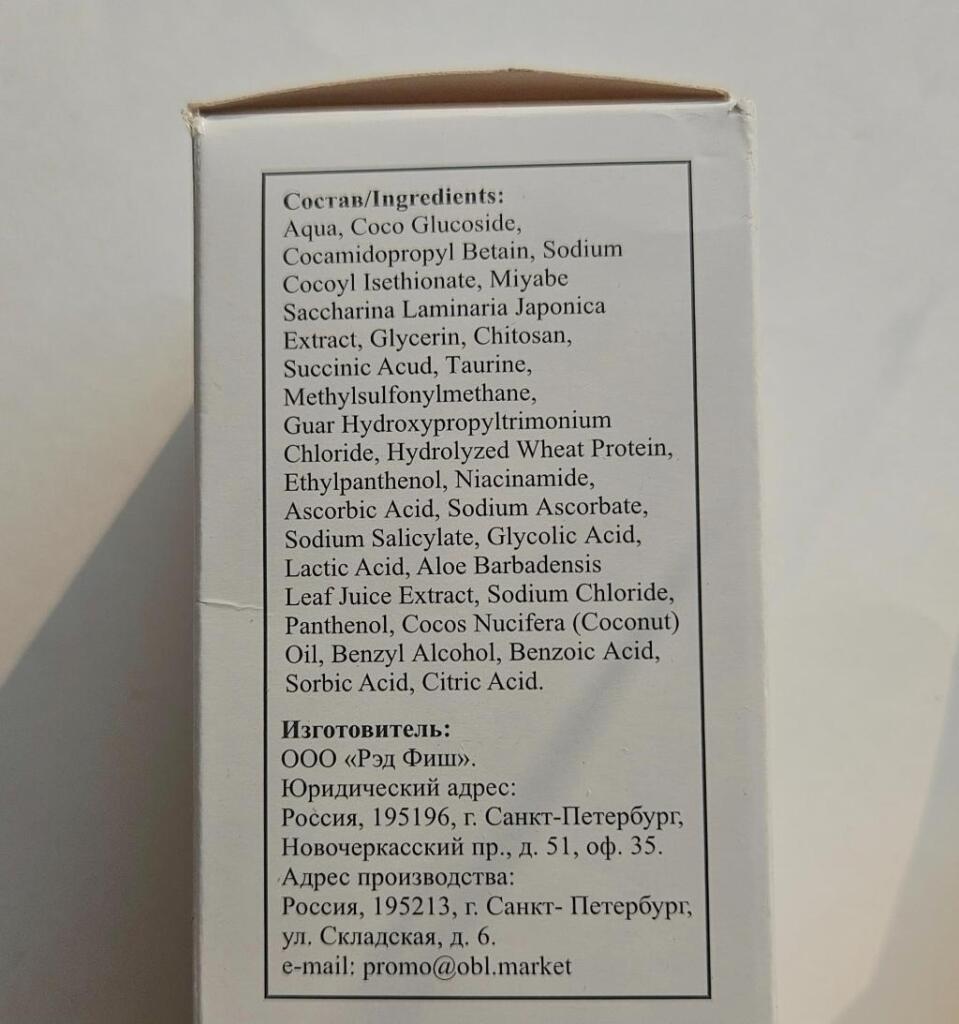 Состав/Ingredients:
Aqua, Coco Glucoside,
Cocamidopropyl Betain, Sodium
Cocoyl Isethionate, Miyabe
Saccharina Laminaria Japonica
Extract, Glycerin, Chitosan,
Succinic Acud, Taurine,
Methylsulfonylmethane,
Guar Hydroxypropyltrimonium
Chloride, Hydrolyzed Wheat Protein,
Ethylpanthenol, Niacinamide,
Ascorbic Acid, Sodium Ascorbate,
Sodium Salicylate, Glycolic Acid,
Lactic Acid, Aloe Barbadensis
Leaf Juice Extract, Sodium Chloride,
Panthenol, Cocos Nucifera (Coconut)
Oil, Benzyl Alcohol, Benzoic Acid,
Sorbic Acid, Citric Acid.
Изготовитель:
ООО «Рэд Фиш».
Юридический адрес:
Россия, 195196, г. Санкт-Петербург,
Новочеркасский пр., д. 51, оф. 35.
Адрес производства:
Россия, 195213, г. Санкт- Петербург,
ул. Складская, д. 6.
e-mail: promo@obl.market